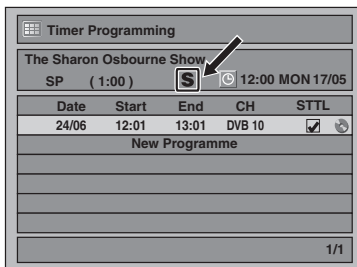 Timer Programming
The Sharon Osbourne Show
SP ( 1:00 ) S 12:00 MON 17/05
Date Start End CH STTL
24/06 12:01 13:01 DVB 10
New Programme
1/1